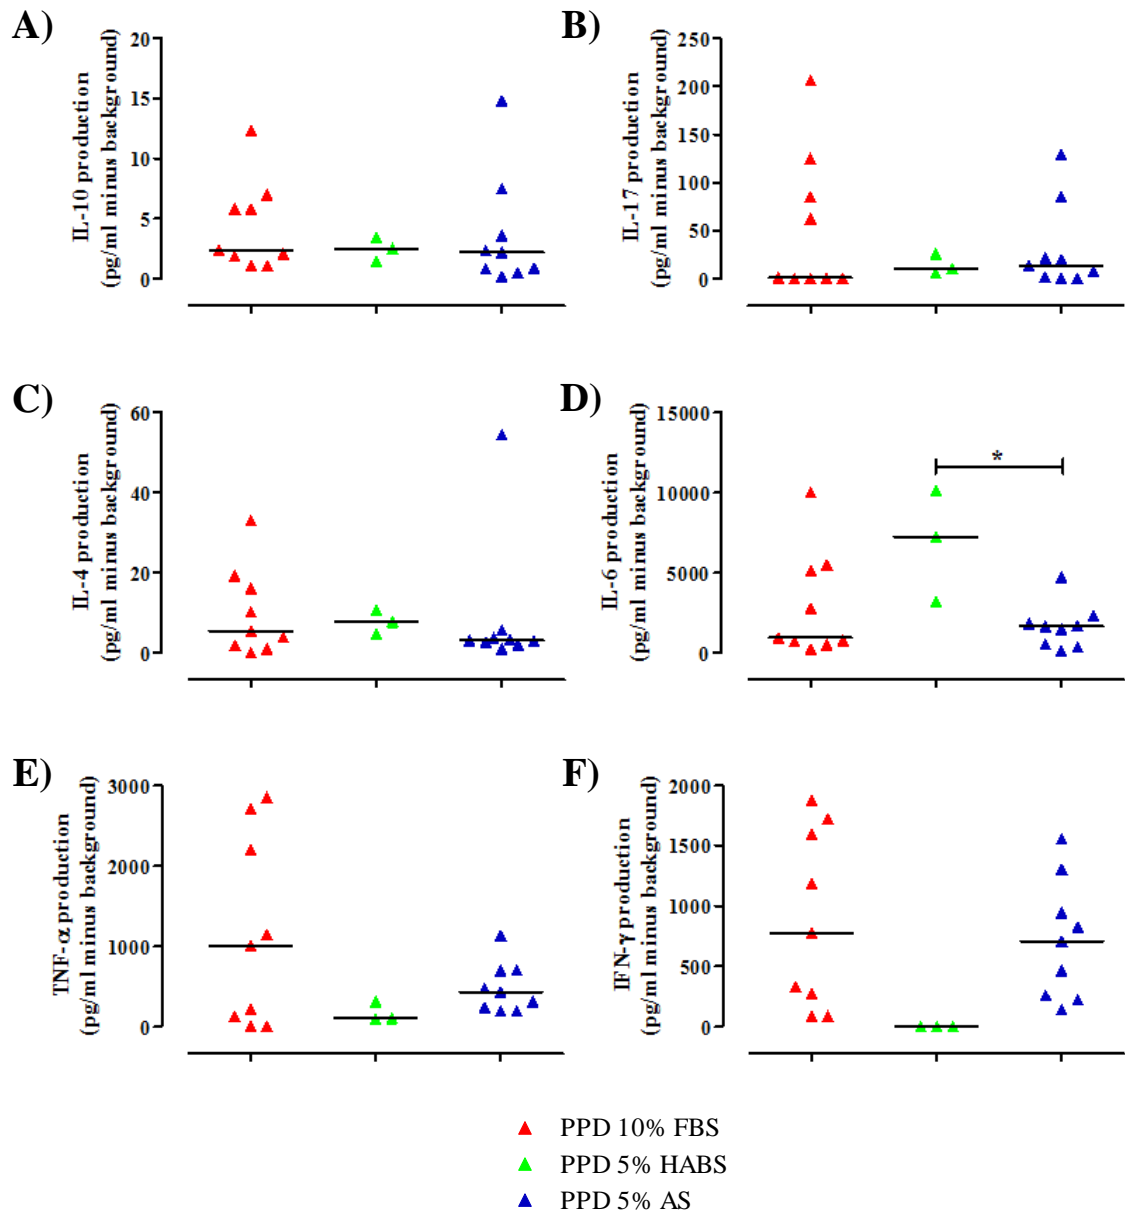 A)
IL-10 production
(pg/ml minus background)
20
15
10
5
0
B)
IL-17 production
(pg/ml minus background)
250
200
150
100
50
0
C)
IL-4 production
(pg/ml minus background)
60
40
20
0
D)
IL-6 production
(pg/ml minus background)
15000
10000
5000
0
*
E)
TNF-α production
(pg/ml minus background)
3000
2000
1000
0
F)
IFN-γ production
(pg/ml minus background)
2000
1500
1000
500
0
PPD 10% FBS
PPD 5% HABS
PPD 5% AS